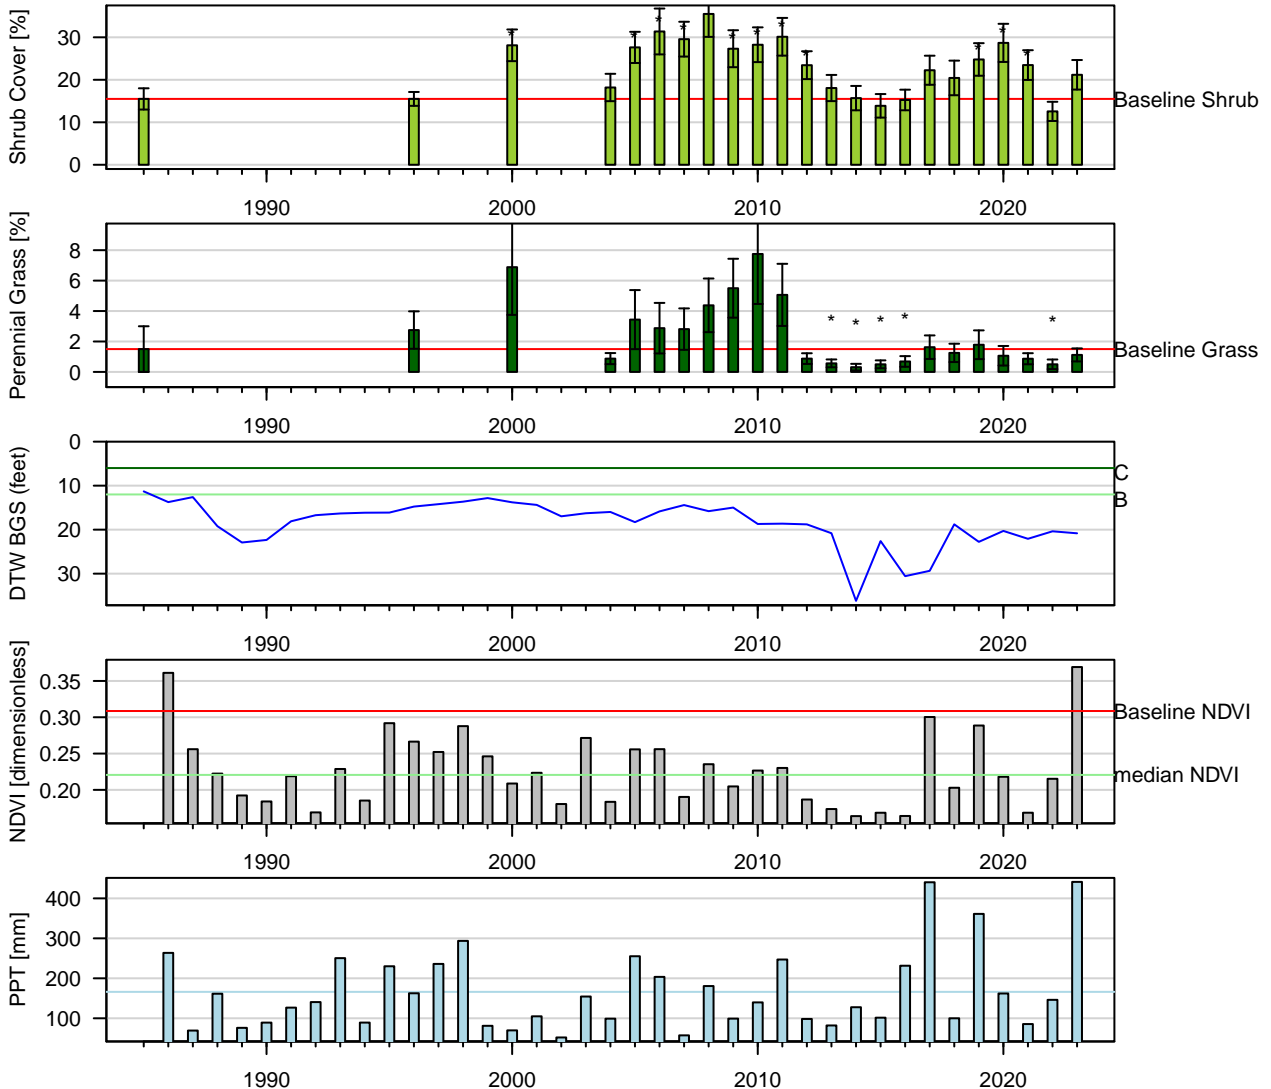 Shrub Cover [%]
30
20
10
0
Baseline Shrub
* * * * * * * * * * *
1990 2000 2010 2020
Perennial Grass [%]
8
6
4
2
0
Baseline Grass
* * * * *
1990 2000 2010 2020
DTW BGS (feet)
0
10
20
30
C
B
1990 2000 2010 2020
NDVI [dimensionless]
0.35
0.30
0.25
0.20
Baseline NDVI
median NDVI
1990 2000 2010 2020
PPT [mm]
400
300
200
100
1990 2000 2010 2020